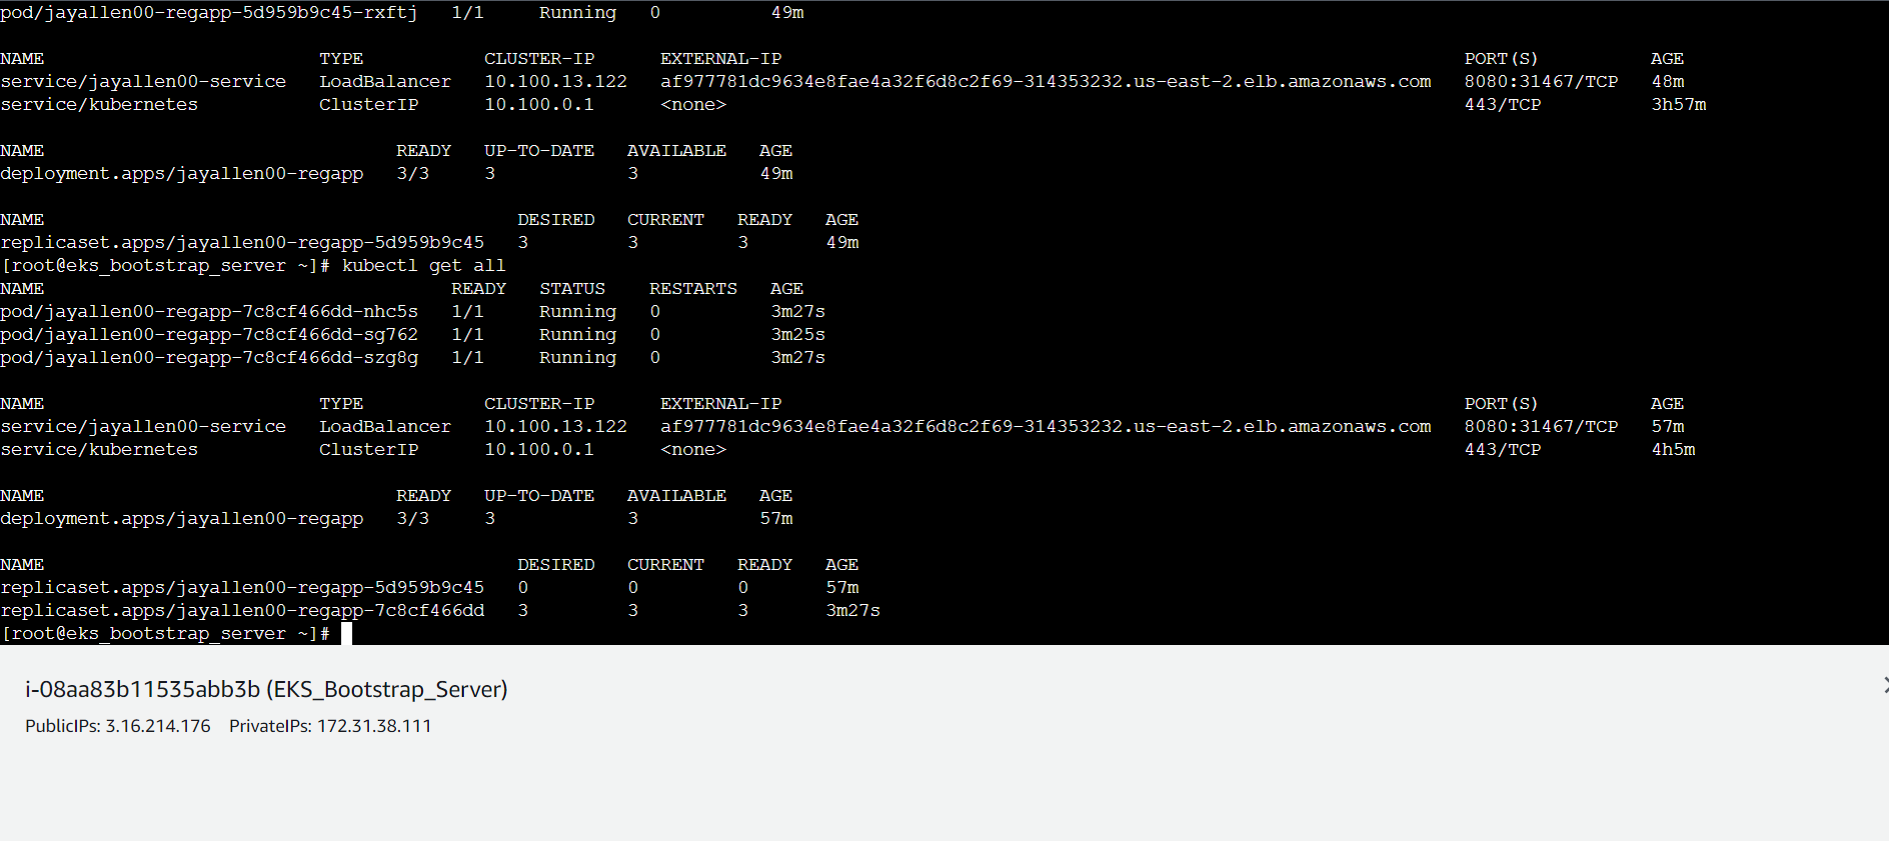 pod/jayallen00-regapp-5d959b9c45-rxftj   1/1     Running   0          49m
NAME                         TYPE           CLUSTER-IP      EXTERNAL-IP                                                              PORT(S)          AGE
service/jayallen00-service   LoadBalancer   10.100.13.122   af977781dc9634e8fae4a32f6d8c2f69-314353232.us-east-2.elb.amazonaws.com   8080:31467/TCP   48m
service/kubernetes           ClusterIP      10.100.0.1      <none>                                                                   443/TCP          3h57m
NAME                                READY   UP-TO-DATE   AVAILABLE   AGE
deployment.apps/jayallen00-regapp   3/3     3            3           49m
NAME                                           DESIRED   CURRENT   READY   AGE
replicaset.apps/jayallen00-regapp-5d959b9c45   3         3         3       49m
[root@eks_bootstrap_server ~]# kubectl get all
NAME                                     READY   STATUS    RESTARTS   AGE
pod/jayallen00-regapp-7c8cf466dd-nhc5s   1/1     Running   0          3m27s
pod/jayallen00-regapp-7c8cf466dd-sg762   1/1     Running   0          3m25s
pod/jayallen00-regapp-7c8cf466dd-szg8g   1/1     Running   0          3m27s
NAME                         TYPE           CLUSTER-IP      EXTERNAL-IP                                                              PORT(S)          AGE
service/jayallen00-service   LoadBalancer   10.100.13.122   af977781dc9634e8fae4a32f6d8c2f69-314353232.us-east-2.elb.amazonaws.com   8080:31467/TCP   57m
service/kubernetes           ClusterIP      10.100.0.1      <none>                                                                   443/TCP          4h5m
NAME                                READY   UP-TO-DATE   AVAILABLE   AGE
deployment.apps/jayallen00-regapp   3/3     3            3           57m
NAME                                           DESIRED   CURRENT   READY   AGE
replicaset.apps/jayallen00-regapp-5d959b9c45   0         0         0       57m
replicaset.apps/jayallen00-regapp-7c8cf466dd   3         3         3       3m27s
[root@eks_bootstrap_server ~]#
i-08aa83b11535abb3b (EKS_Bootstrap_Server)
PublicIPs: 3.16.214.176    PrivateIPs: 172.31.38.111